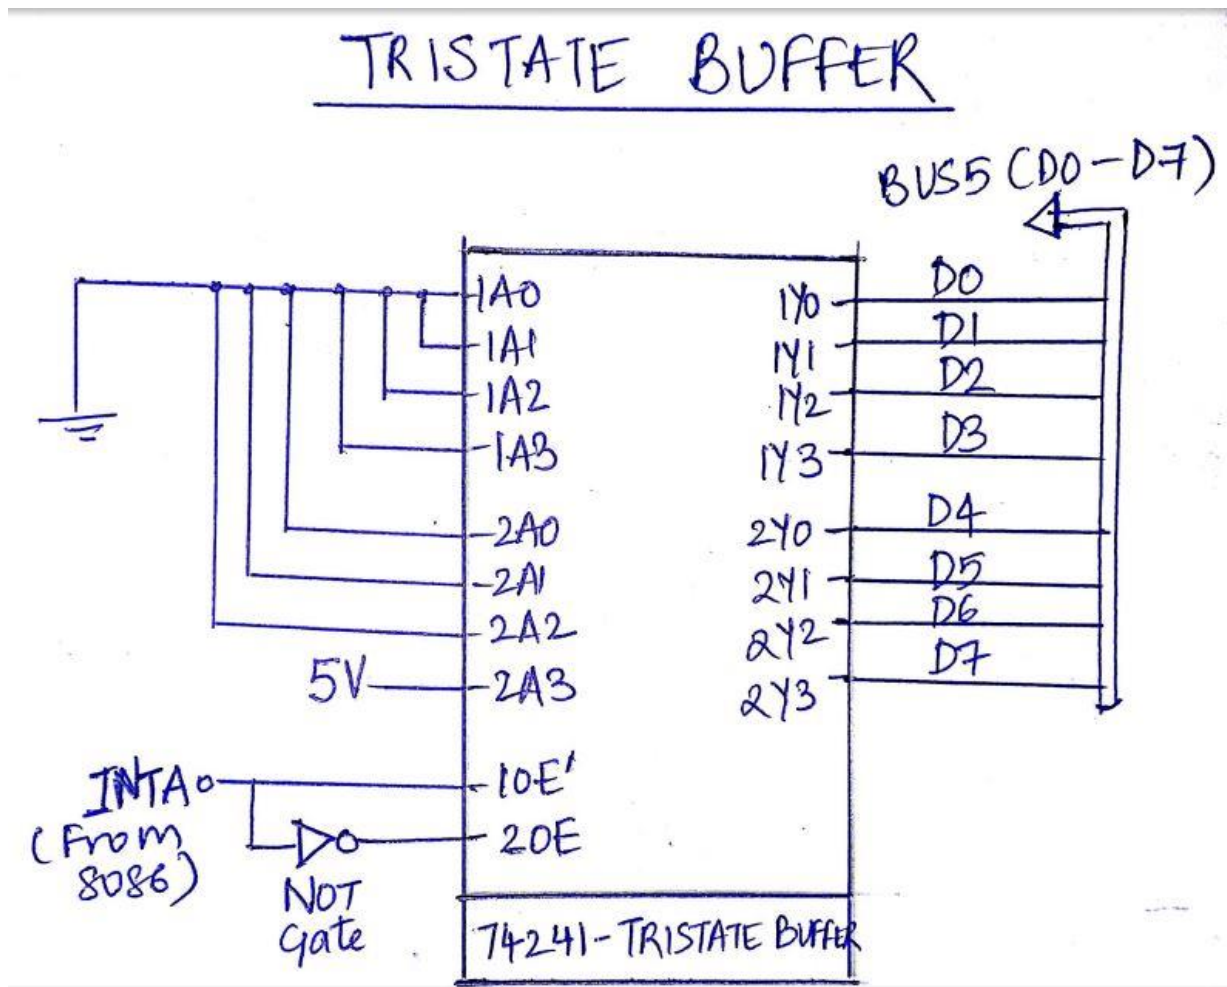 TRISTATE BUFFER
BUS5 (D0-D7)
1A0
1A1
1A2
1A3
2A0
2A1
2A2
5V
2A3
INTA
(From
8086)
1OE'
2OE
NOT
Gate
1Y0
1Y1
1Y2
1Y3
2Y0
2Y1
2Y2
2Y3
D0
D1
D2
D3
D4
D5
D6
D7
74241-TRISTATE BUFFER